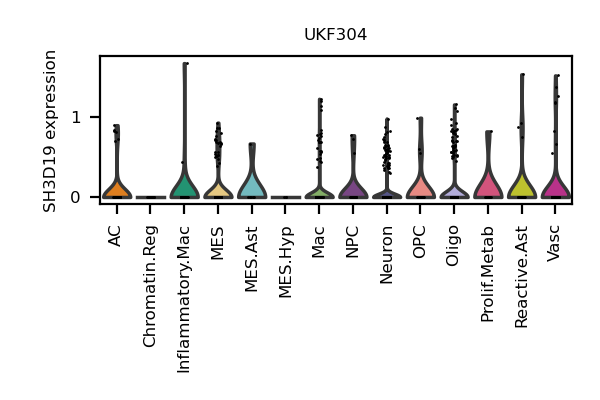 UKF304
SH3D19 expression
1
0
AC
Chromatin.Reg
Inflammatory.Mac
MES
MES.Ast
MES.Hyp
Mac
NPC
Neuron
OPC
Oligo
Prolif.Metab
Reactive.Ast
Vasc